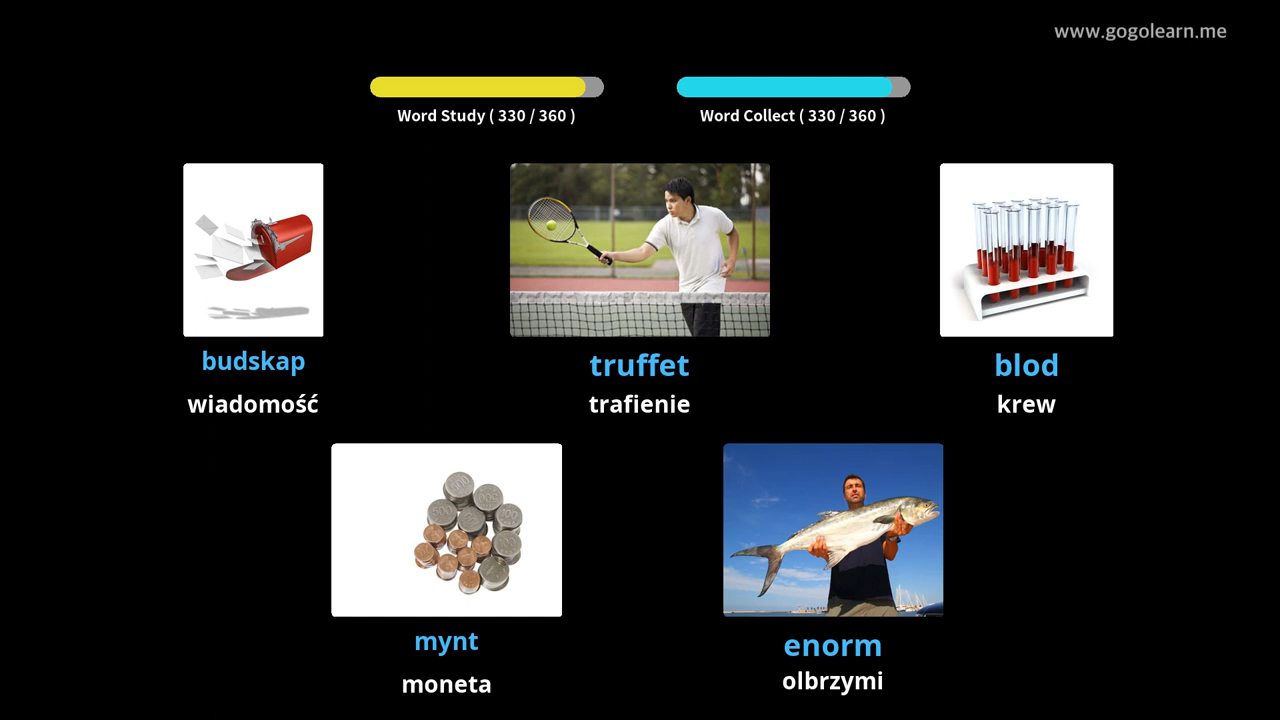 www.gogolearn.me
Word Study ( 330 / 360 )
Word Collect ( 330 / 360 )
budskap
truffet
blod
wiadomość
trafienie
krew
mynt
enorm
moneta
olbrzymi